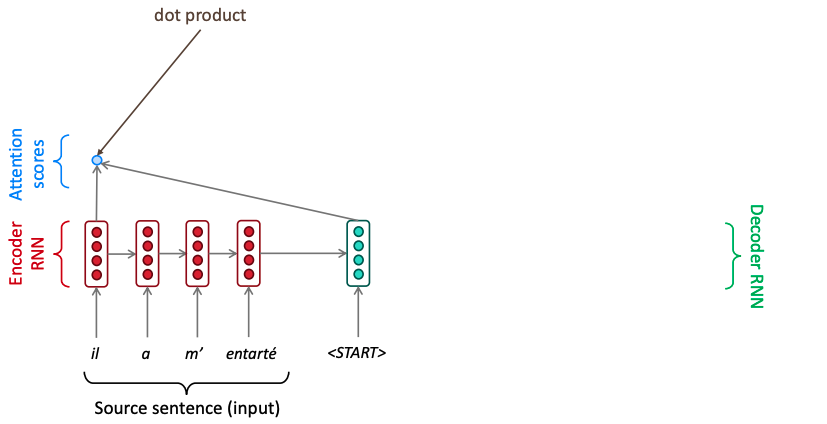 dot product
Attention
scores
Encoder
RNN
Decoder RNN
il a m’ entarté <START>
Source sentence (input)